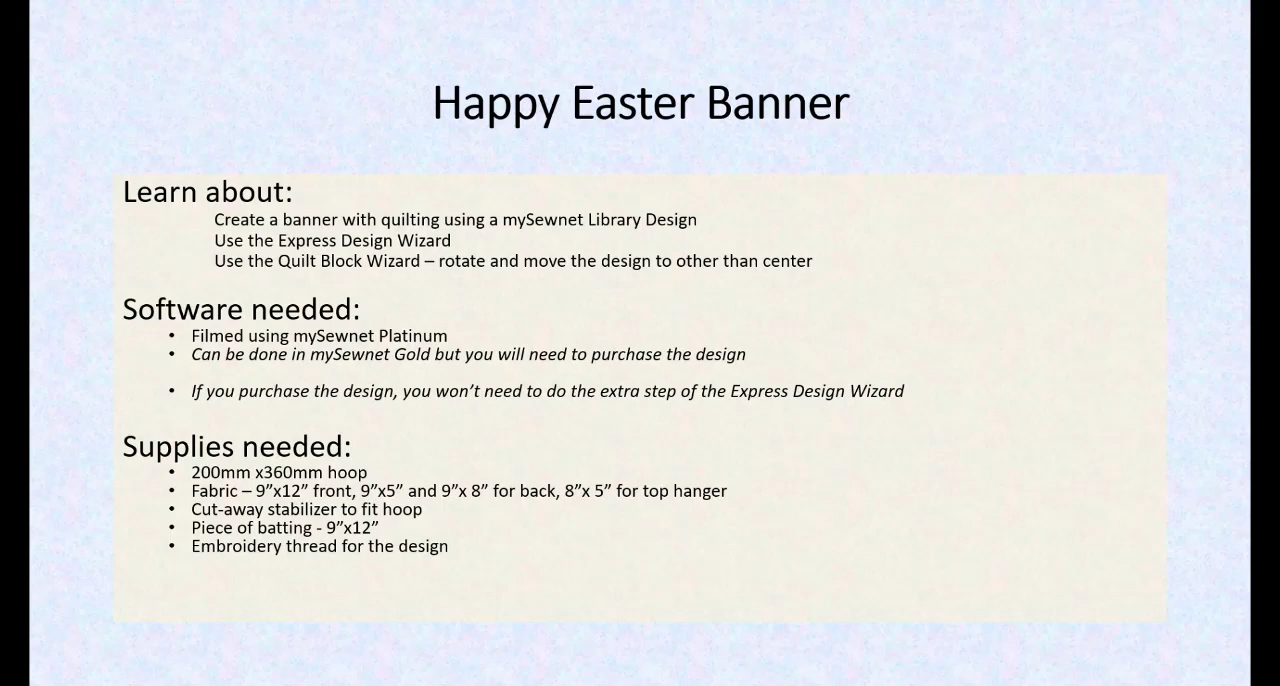 Happy Easter Banner
Learn about:
Create a banner with quilting using a mySewnet Library Design
Use the Express Design Wizard
Use the Quilt Block Wizard – rotate and move the design to other than center
Software needed:
• Filmed using mySewnet Platinum
• Can be done in mySewnet Gold but you will need to purchase the design
• If you purchase the design, you won’t need to do the extra step of the Express Design Wizard
Supplies needed:
• 200mm x360mm hoop
• Fabric – 9”x12” front, 9”x5” and 9”x 8” for back, 8”x 5” for top hanger
• Cut-away stabilizer to fit hoop
• Piece of batting - 9”x12”
• Embroidery thread for the design